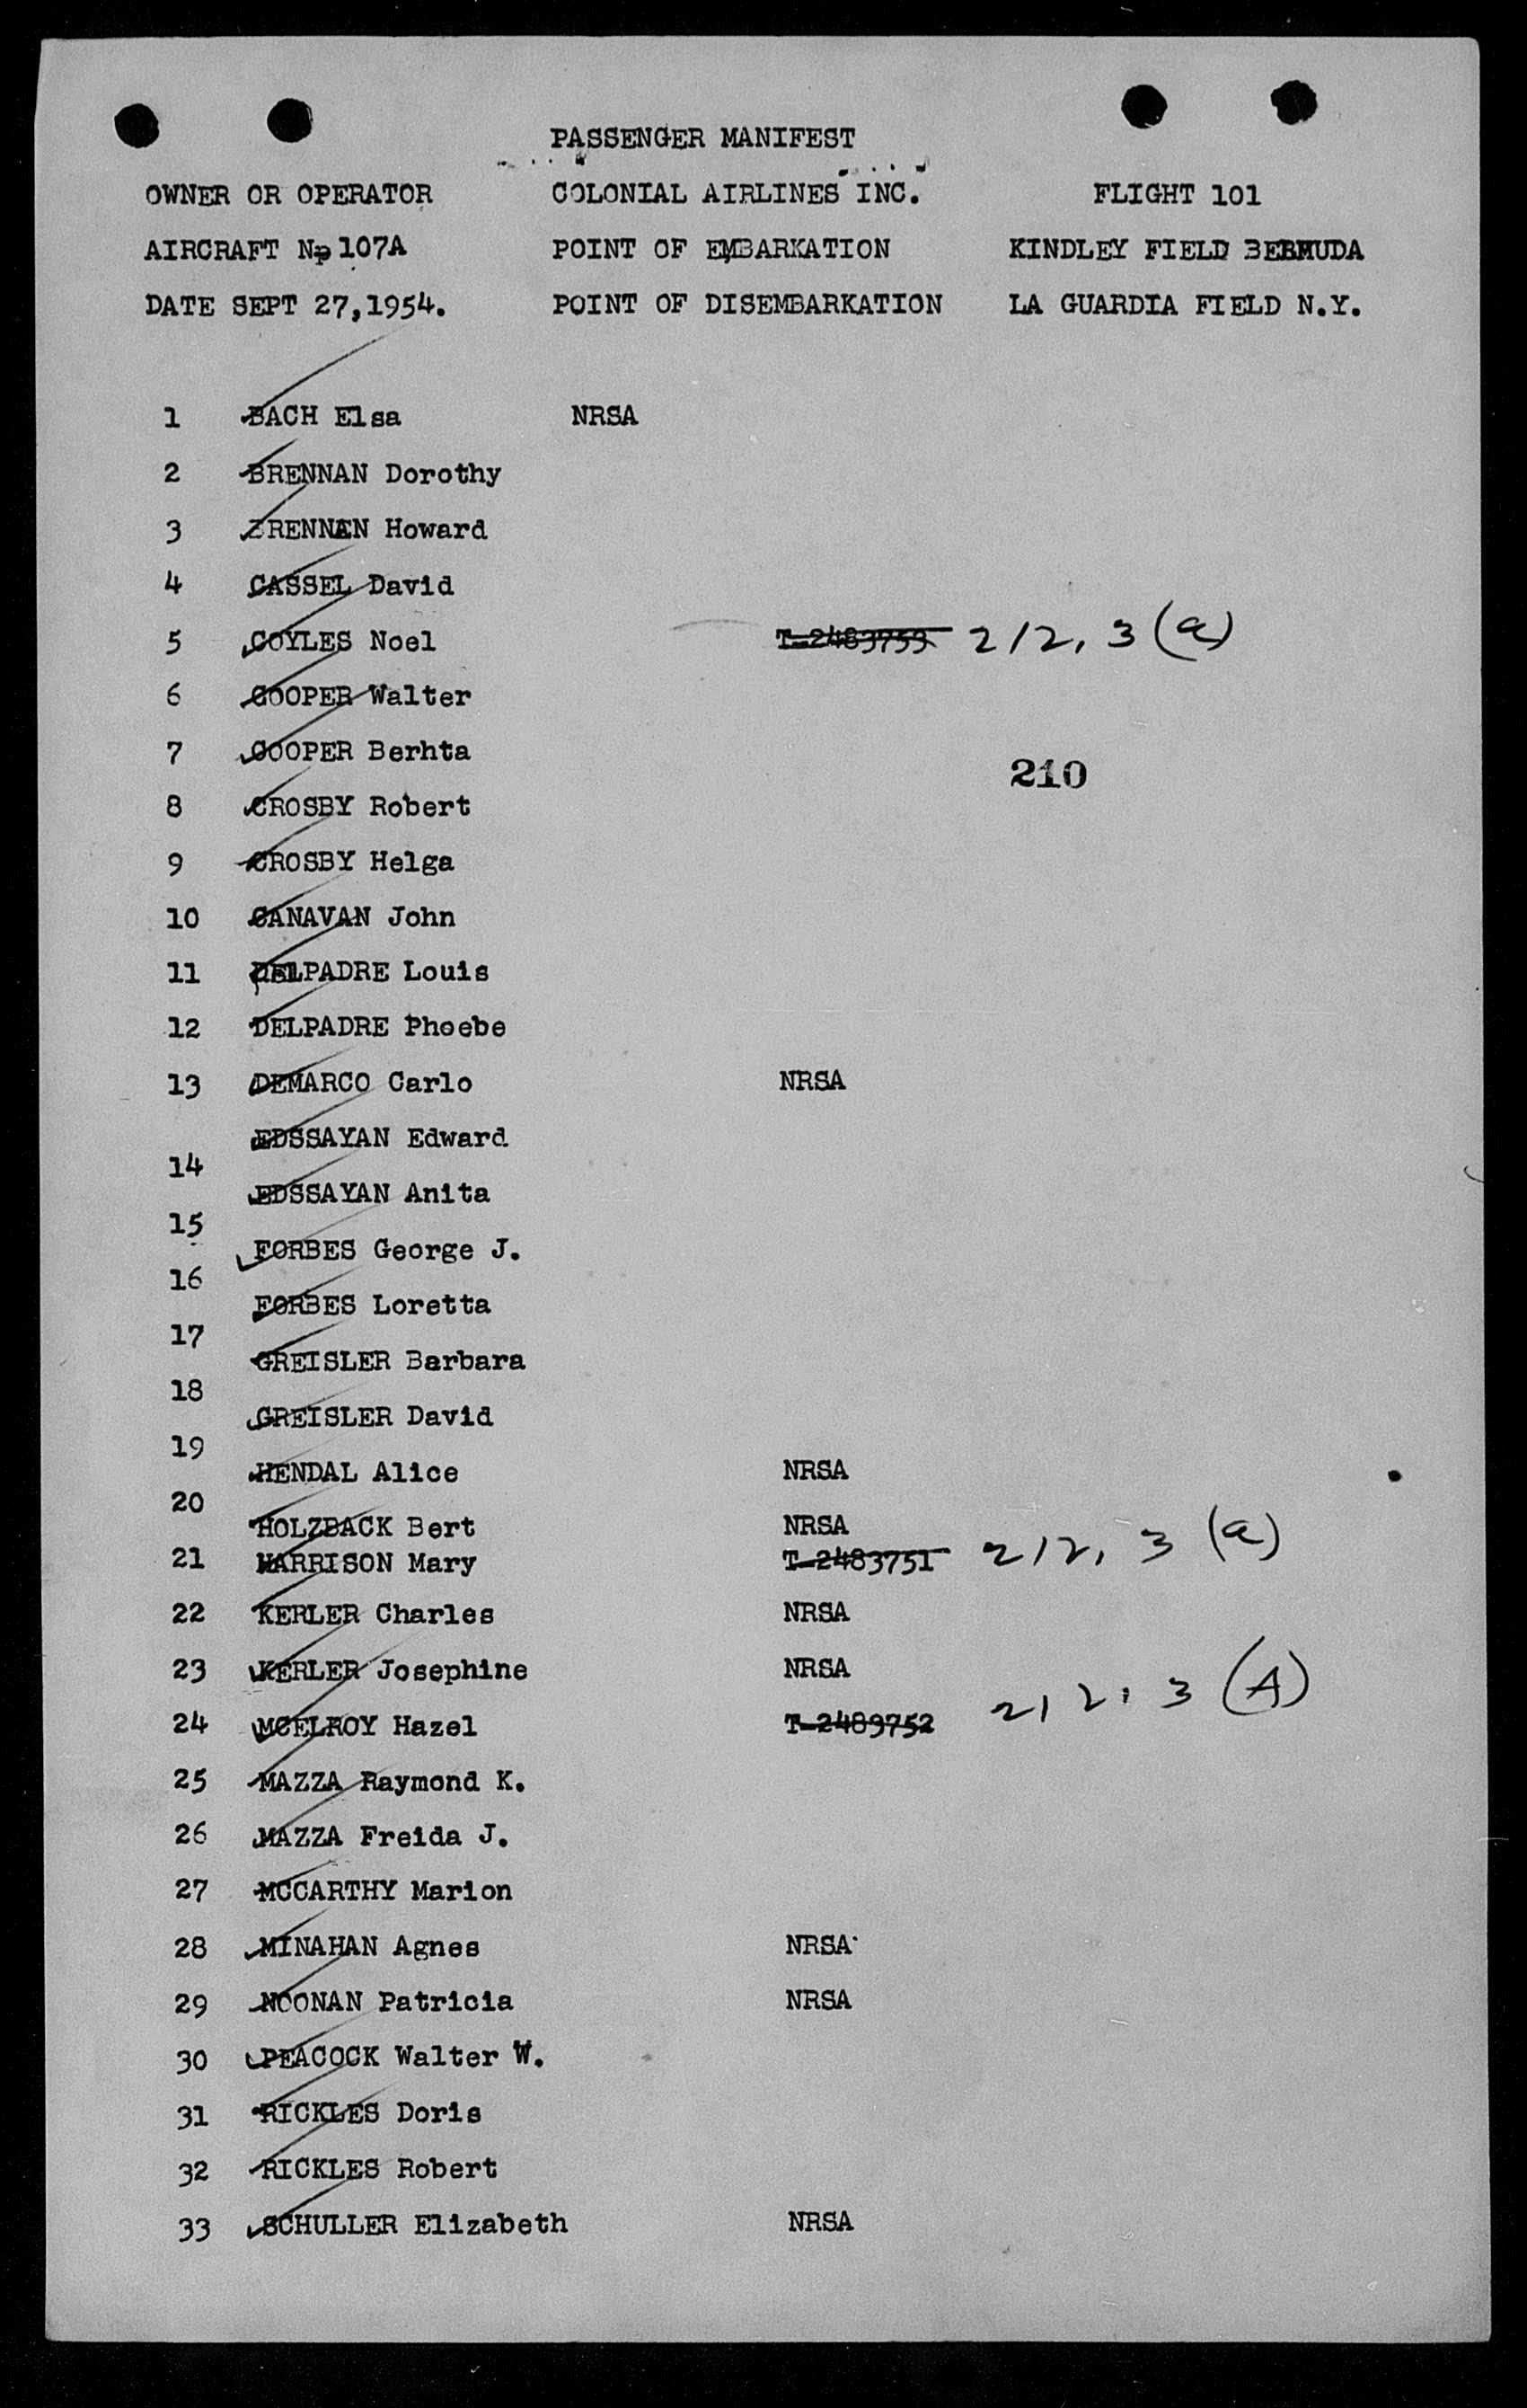 PASSENGER MANIFEST
OWNER OR OPERATOR COLONIAL AIRLINES INC. FLIGHT 101
AIRCRAFT No 107A POINT OF EMBARKATION KINDLEY FIELD BERMUDA
DATE SEPT 27,1954. POINT OF DISEMBARKATION LA GUARDIA FIELD N.Y.
1 BACH Elsa NRSA
2 BRENNAN Dorothy
3 BRENNAN Howard
4 CASSEL David
5 COYLES Noel T-2483753 212, 3 (a)
6 COOPER Walter
7 COOPER Berhta
210
8 CROSBY Robert
9 CROSBY Helga
10 CANAVAN John
11 DELPADRE Louis
12 DELPADRE Phoebe
13 DEMARCO Carlo NRSA
EDSSAYAN Edward
14
EDSSAYAN Anita
15
FORBES George J.
16
FORBES Loretta
17
GREISLER Barbara
18
GREISLER David
19
HENDAL Alice NRSA
20
HOLZBACK Bert NRSA
21 HARRISON Mary T-2483751 212, 3 (a)
22 KERLER Charles NRSA
23 KERLER Josephine NRSA
24 MCELROY Hazel T-2483752 212, 3 (A)
25 MAZZA Raymond K.
26 MAZZA Freida J.
27 MCCARTHY Marion
28 MINAHAN Agnes NRSA
29 NOONAN Patricia NRSA
30 PEACOCK Walter W.
31 RICKLES Doris
32 RICKLES Robert
33 SCHULLER Elizabeth NRSA